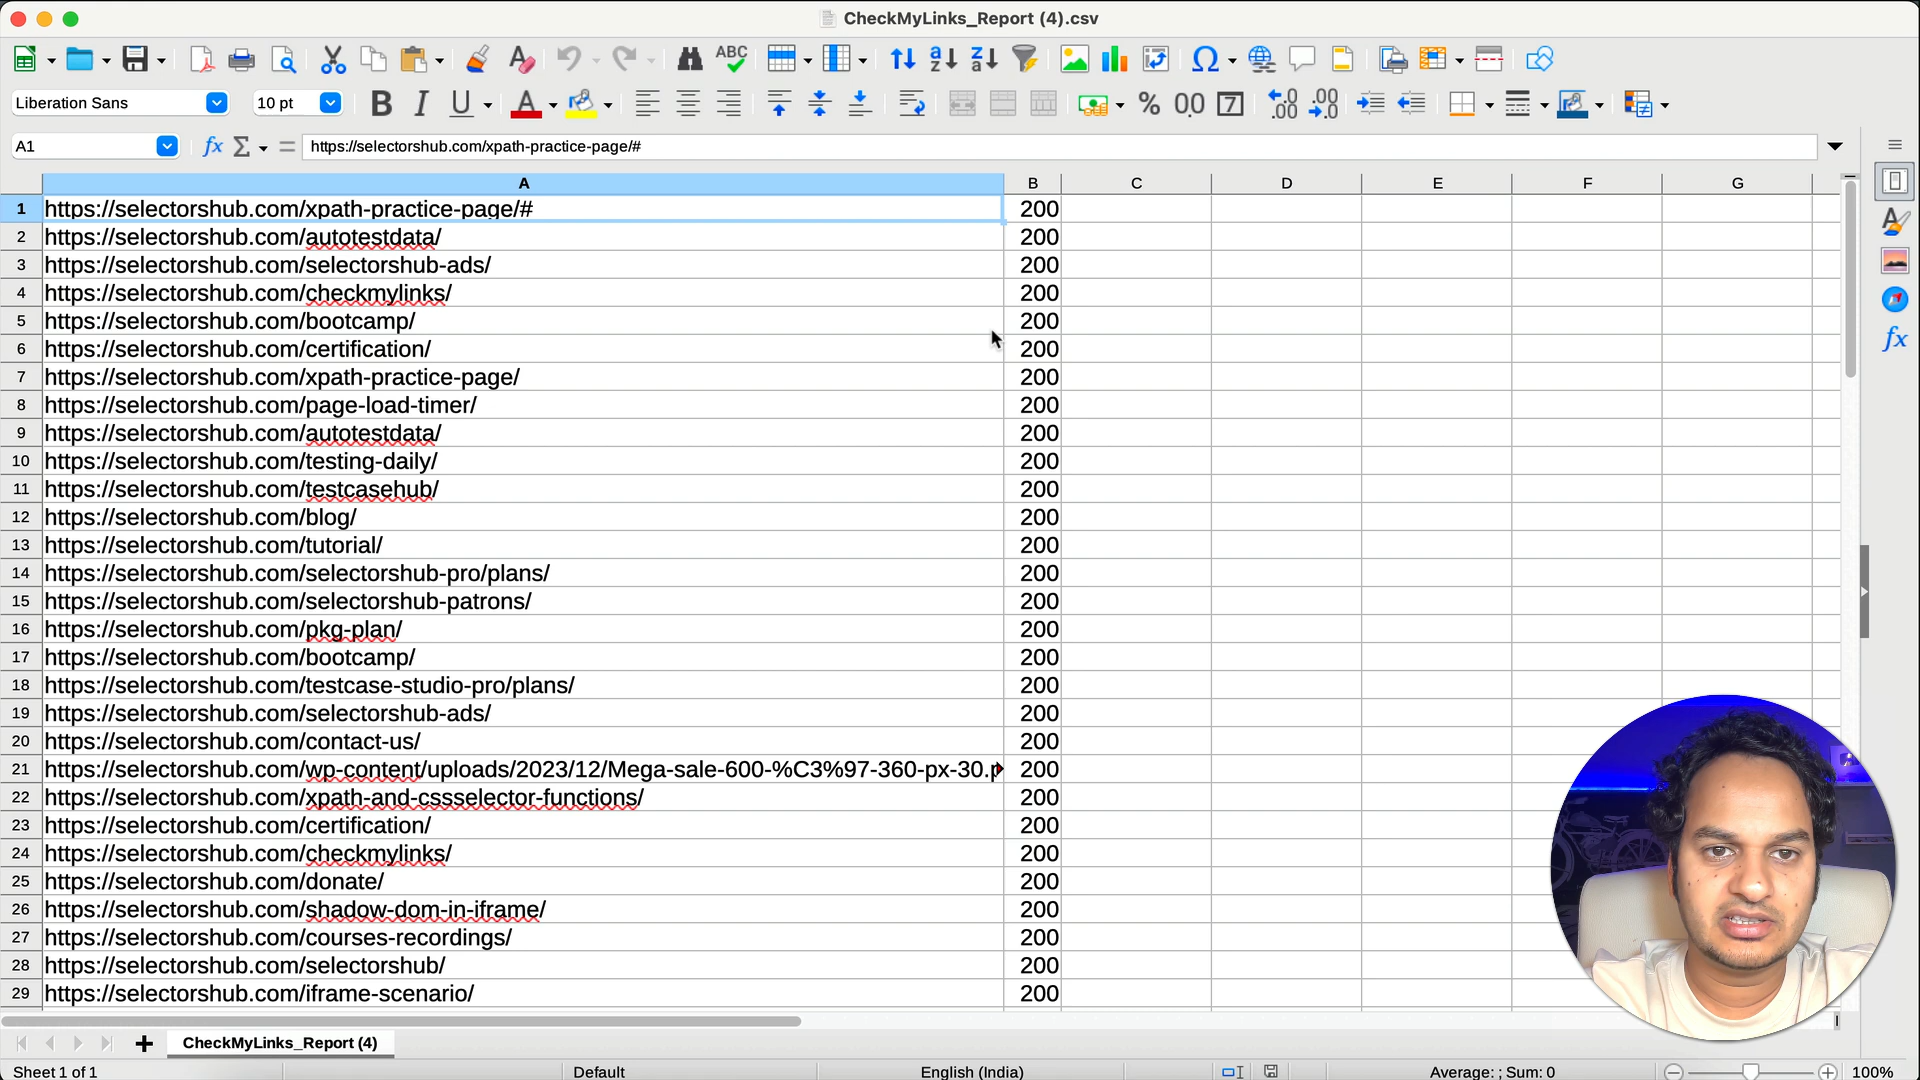 CheckMyLinks_Report (4).csv
ABC
Liberation Sans 10 pt B I U A % 00 7 .0 .00 .00 .0
A1 fx Σ = https://selectorshub.com/xpath-practice-page/#
A B C D E F G
1 https://selectorshub.com/xpath-practice-page/# 200
2 https://selectorshub.com/autotestdata/ 200
3 https://selectorshub.com/selectorshub-ads/ 200
4 https://selectorshub.com/checkmylinks/ 200
5 https://selectorshub.com/bootcamp/ 200
6 https://selectorshub.com/certification/ 200
7 https://selectorshub.com/xpath-practice-page/ 200
8 https://selectorshub.com/page-load-timer/ 200
9 https://selectorshub.com/autotestdata/ 200
10 https://selectorshub.com/testing-daily/ 200
11 https://selectorshub.com/testcasehub/ 200
12 https://selectorshub.com/blog/ 200
13 https://selectorshub.com/tutorial/ 200
14 https://selectorshub.com/selectorshub-pro/plans/ 200
15 https://selectorshub.com/selectorshub-patrons/ 200
16 https://selectorshub.com/pkg-plan/ 200
17 https://selectorshub.com/bootcamp/ 200
18 https://selectorshub.com/testcase-studio-pro/plans/ 200
19 https://selectorshub.com/selectorshub-ads/ 200
20 https://selectorshub.com/contact-us/ 200
21 https://selectorshub.com/wp-content/uploads/2023/12/Mega-sale-600-%C3%97-360-px-30.p 200
22 https://selectorshub.com/xpath-and-cssselector-functions/ 200
23 https://selectorshub.com/certification/ 200
24 https://selectorshub.com/checkmylinks/ 200
25 https://selectorshub.com/donate/ 200
26 https://selectorshub.com/shadow-dom-in-iframe/ 200
27 https://selectorshub.com/courses-recordings/ 200
28 https://selectorshub.com/selectorshub/ 200
29 https://selectorshub.com/iframe-scenario/ 200
CheckMyLinks_Report (4)
Sheet 1 of 1 Default English (India) Average: ; Sum: 0 100%